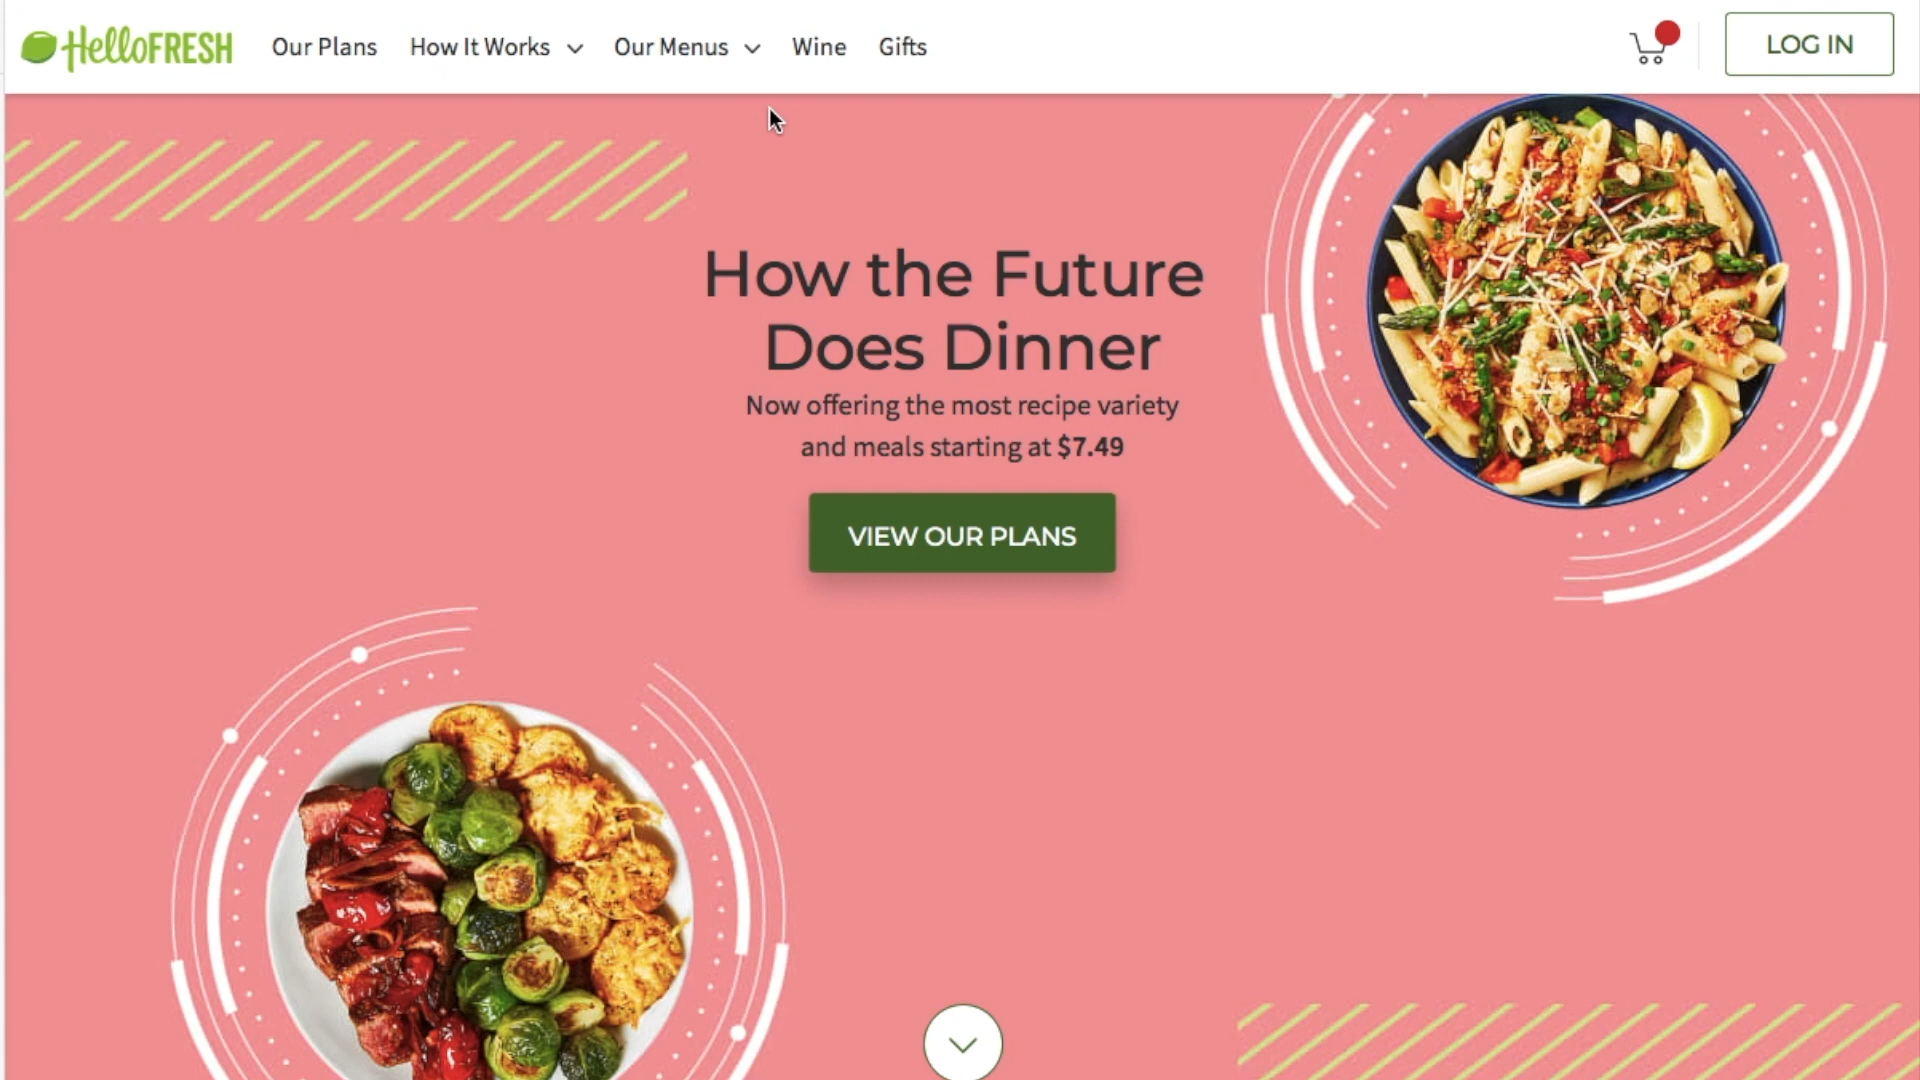 HelloFRESH Our Plans How It Works Our Menus Wine Gifts LOG IN
How the Future
Does Dinner
Now offering the most recipe variety
and meals starting at $7.49
VIEW OUR PLANS